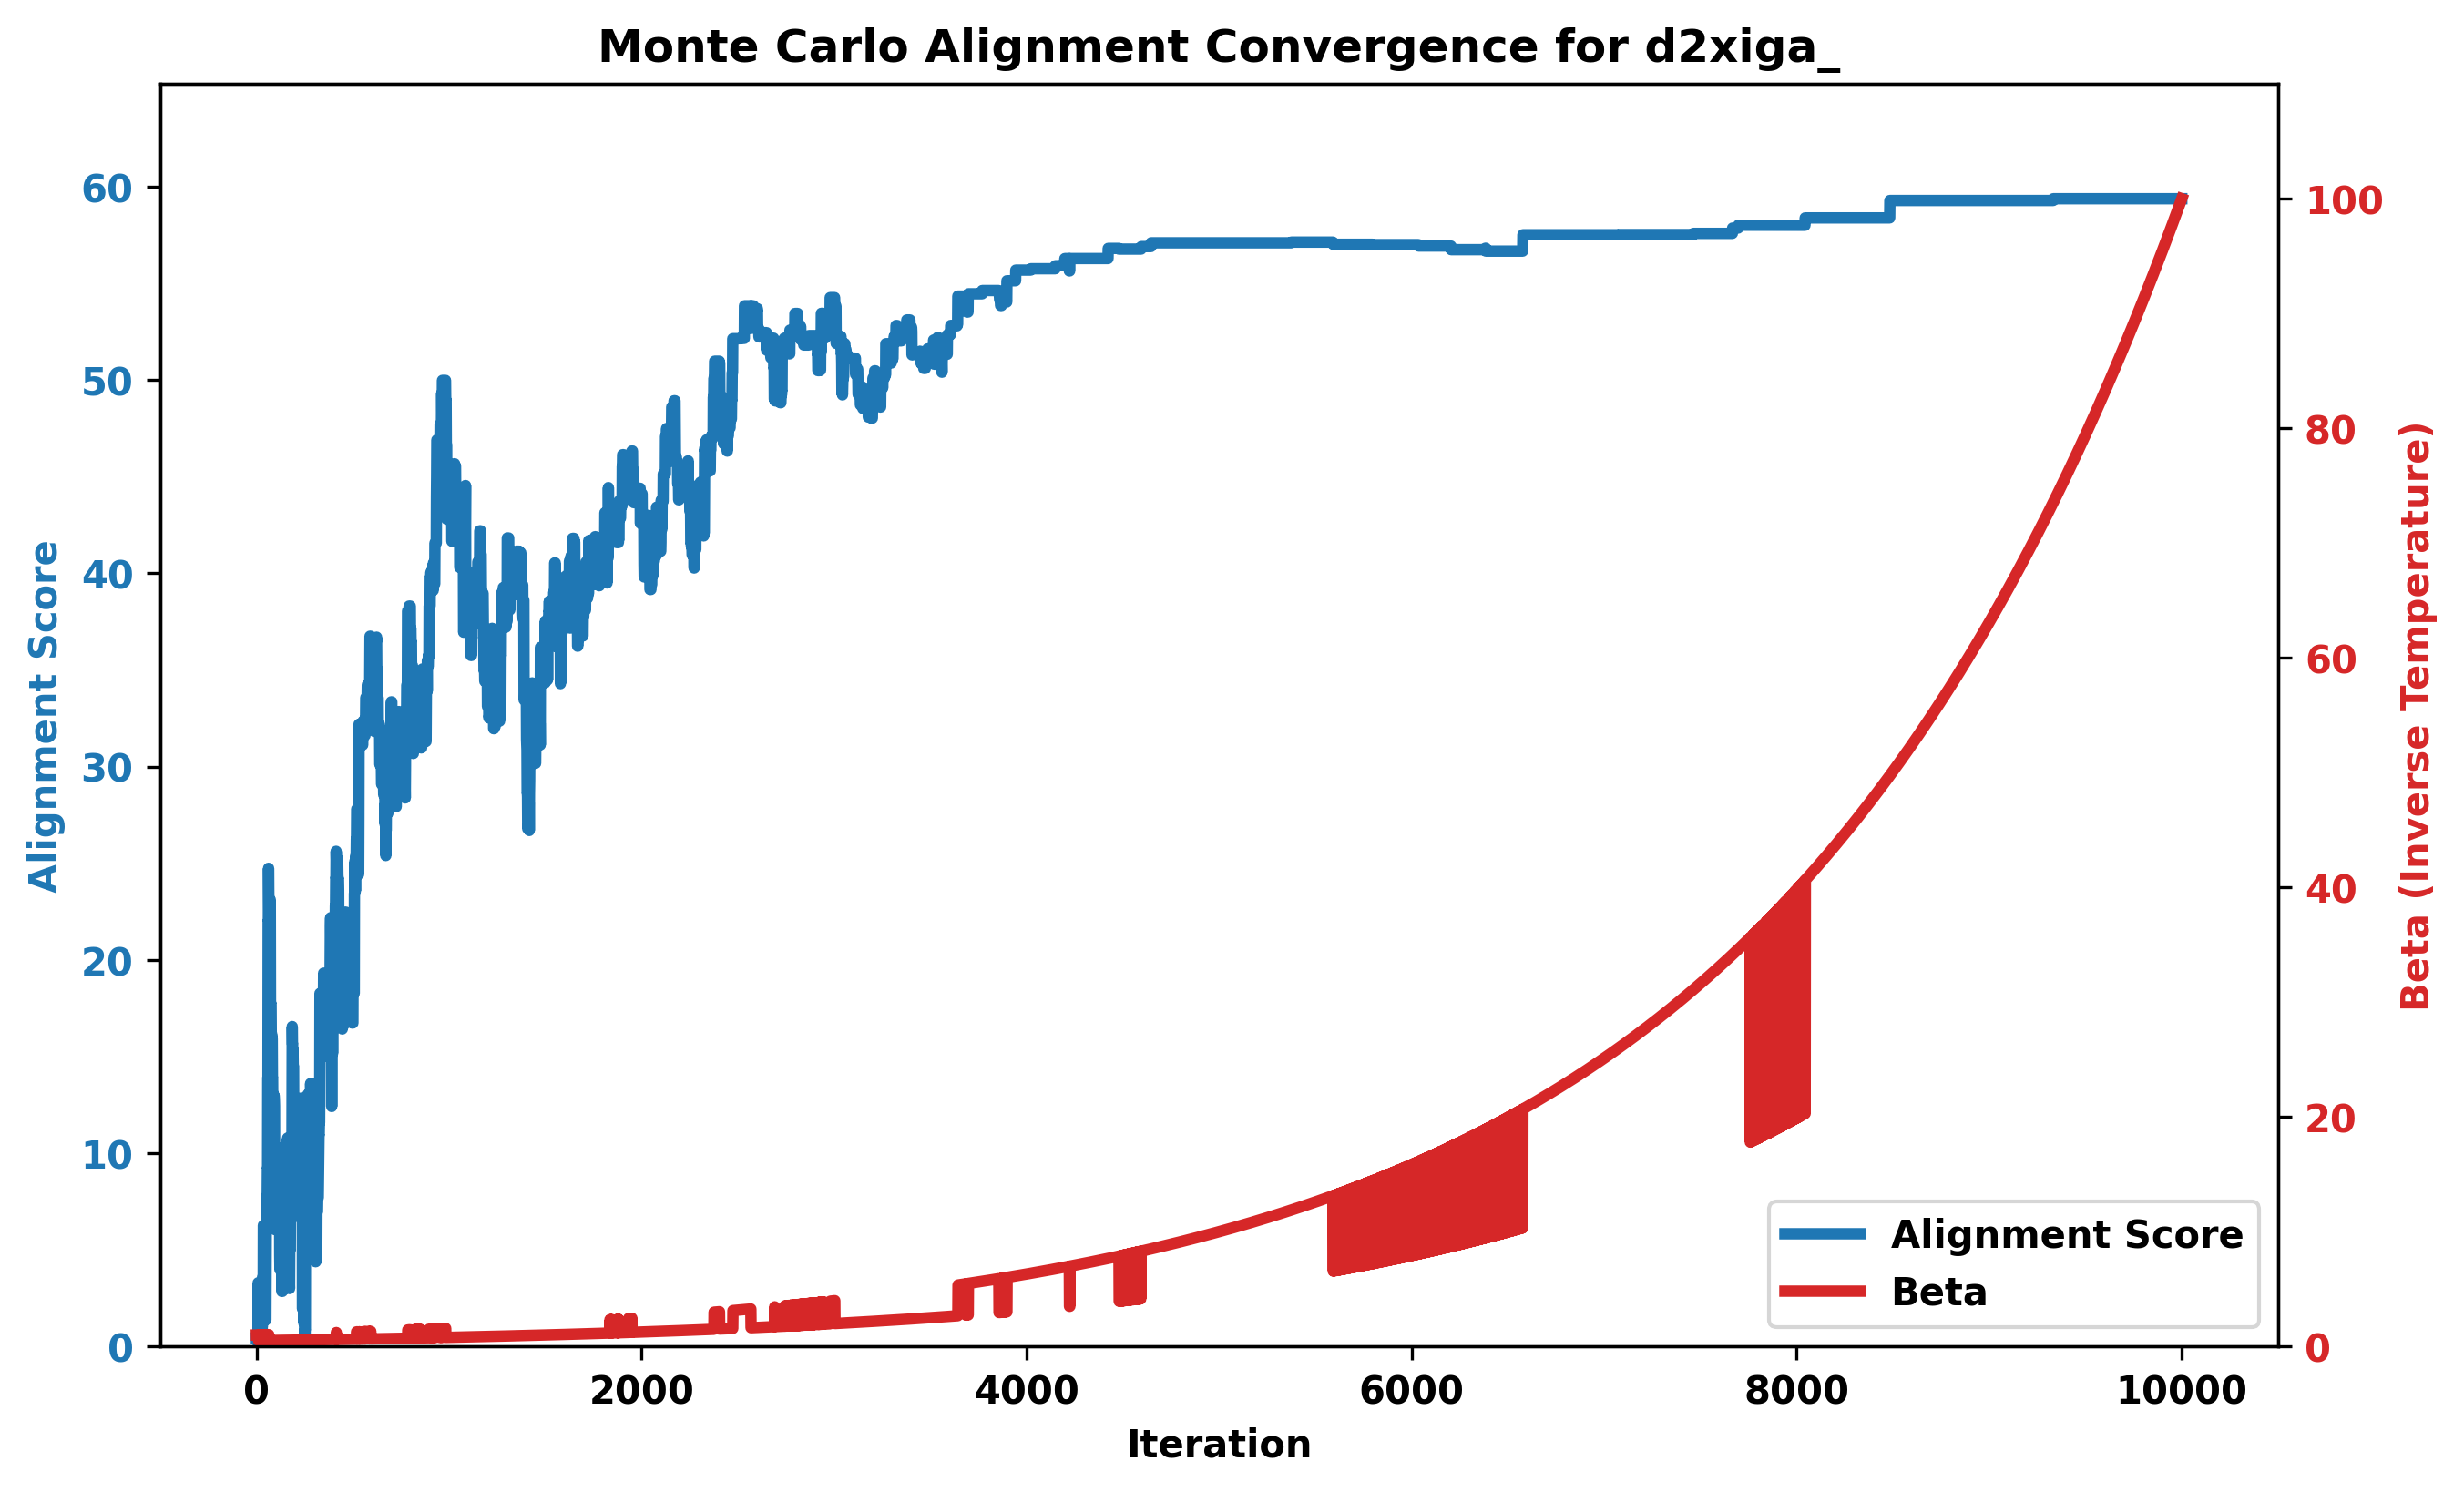 Monte Carlo Alignment Convergence for d2xiga_
Alignment Score
60
50
40
30
20
10
0
100
80
60
40
20
0
Beta (Inverse Temperature)
Alignment Score
Beta
0 2000 4000 6000 8000 10000
Iteration